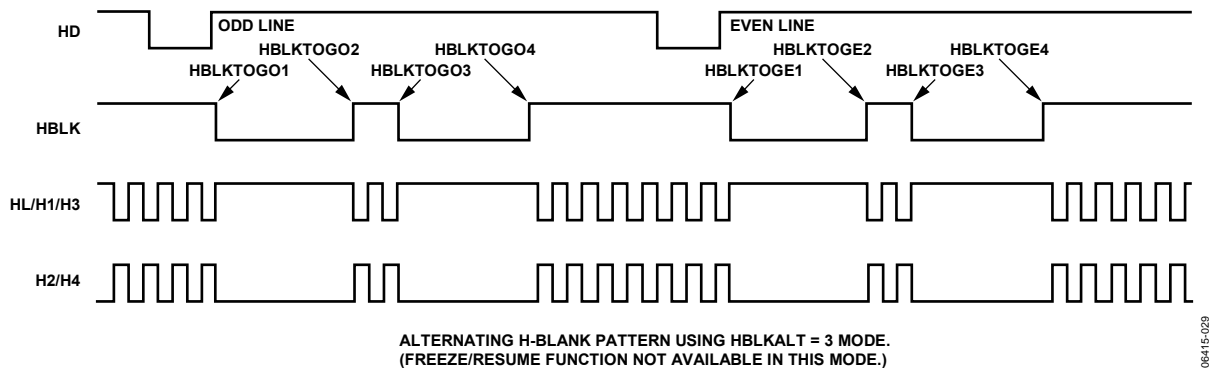 HD
ODD LINE
EVEN LINE
HBLKTOGO2
HBLKTOGO4
HBLKTOGE2
HBLKTOGE4
HBLKTOGO1
HBLKTOGO3
HBLKTOGE1
HBLKTOGE3
HBLK
HL/H1/H3
H2/H4
ALTERNATING H-BLANK PATTERN USING HBLKALT = 3 MODE.
(FREEZE/RESUME FUNCTION NOT AVAILABLE IN THIS MODE.)
06415-029